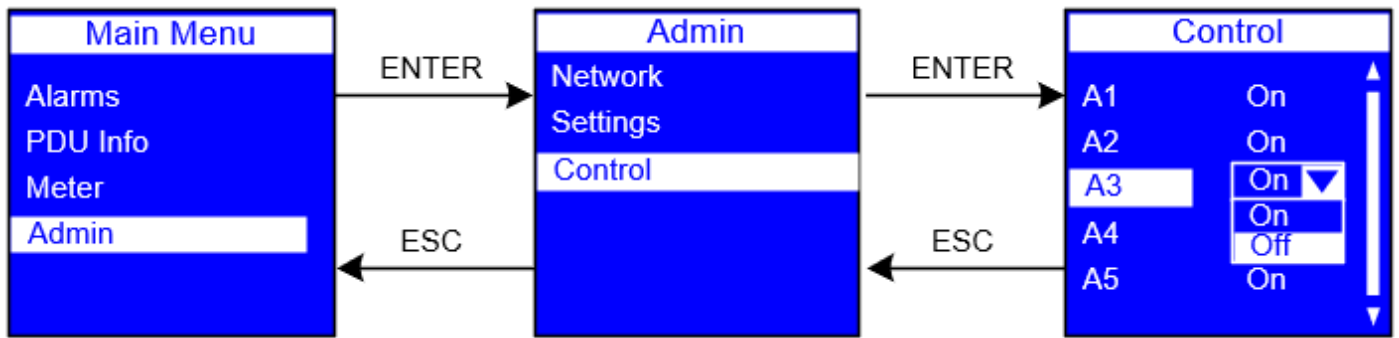 Main Menu
Alarms
PDU Info
Meter
Admin
ENTER
ESC
Admin
Network
Settings
Control
ENTER
ESC
Control
A1 On
A2 On
A3 On
On
Off
A4
A5 On